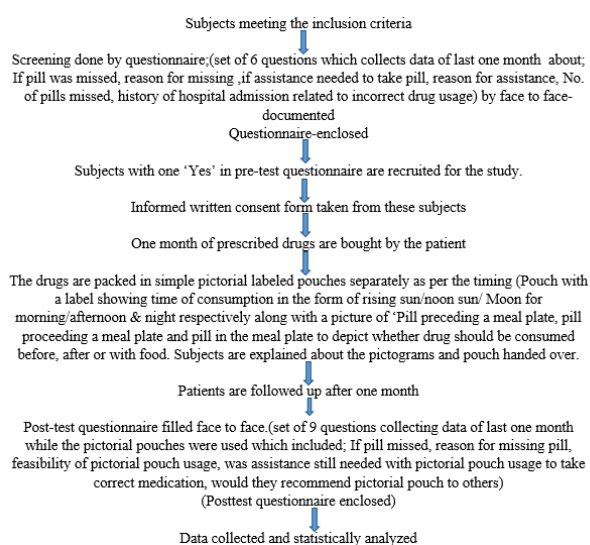 Subjects meeting the inclusion criteria
Screening done by questionnaire;(set of 6 questions which collects data of last one month about;
If pill was missed, reason for missing ,if assistance needed to take pill, reason for assistance, No.
of pills missed, history of hospital admission related to incorrect drug usage) by face to face-
documented
Questionnaire-enclosed
Subjects with one ‘Yes’ in pre-test questionnaire are recruited for the study.
Informed written consent form taken from these subjects
One month of prescribed drugs are bought by the patient
The drugs are packed in simple pictorial labeled pouches separately as per the timing (Pouch with
a label showing time of consumption in the form of rising sun/noon sun/ Moon for
morning/afternoon & night respectively along with a picture of ‘Pill preceding a meal plate, pill
proceeding a meal plate and pill in the meal plate to depict whether drug should be consumed
before, after or with food. Subjects are explained about the pictograms and pouch handed over.
Patients are followed up after one month
Post-test questionnaire filled face to face.(set of 9 questions collecting data of last one month
while the pictorial pouches were used which included; If pill missed, reason for missing pill,
feasibility of pictorial pouch usage, was assistance still needed with pictorial pouch usage to take
correct medication, would they recommend pictorial pouch to others)
(Posttest questionnaire enclosed)
Data collected and statistically analyzed